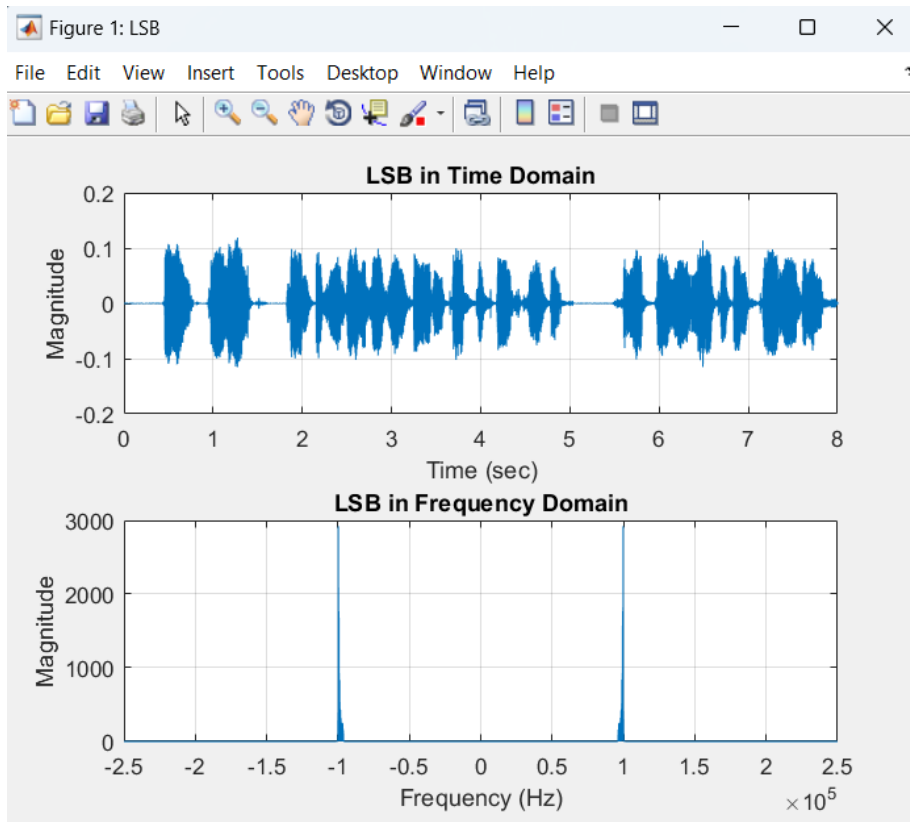 Figure 1: LSB
File Edit View Insert Tools Desktop Window Help
LSB in Time Domain
0.2
0.1
0
-0.1
-0.2
Magnitude
0 1 2 3 4 5 6 7 8
Time (sec)
LSB in Frequency Domain
3000
2000
1000
0
Magnitude
-2.5 -2 -1.5 -1 -0.5 0 0.5 1 1.5 2 2.5
Frequency (Hz)
×10⁵